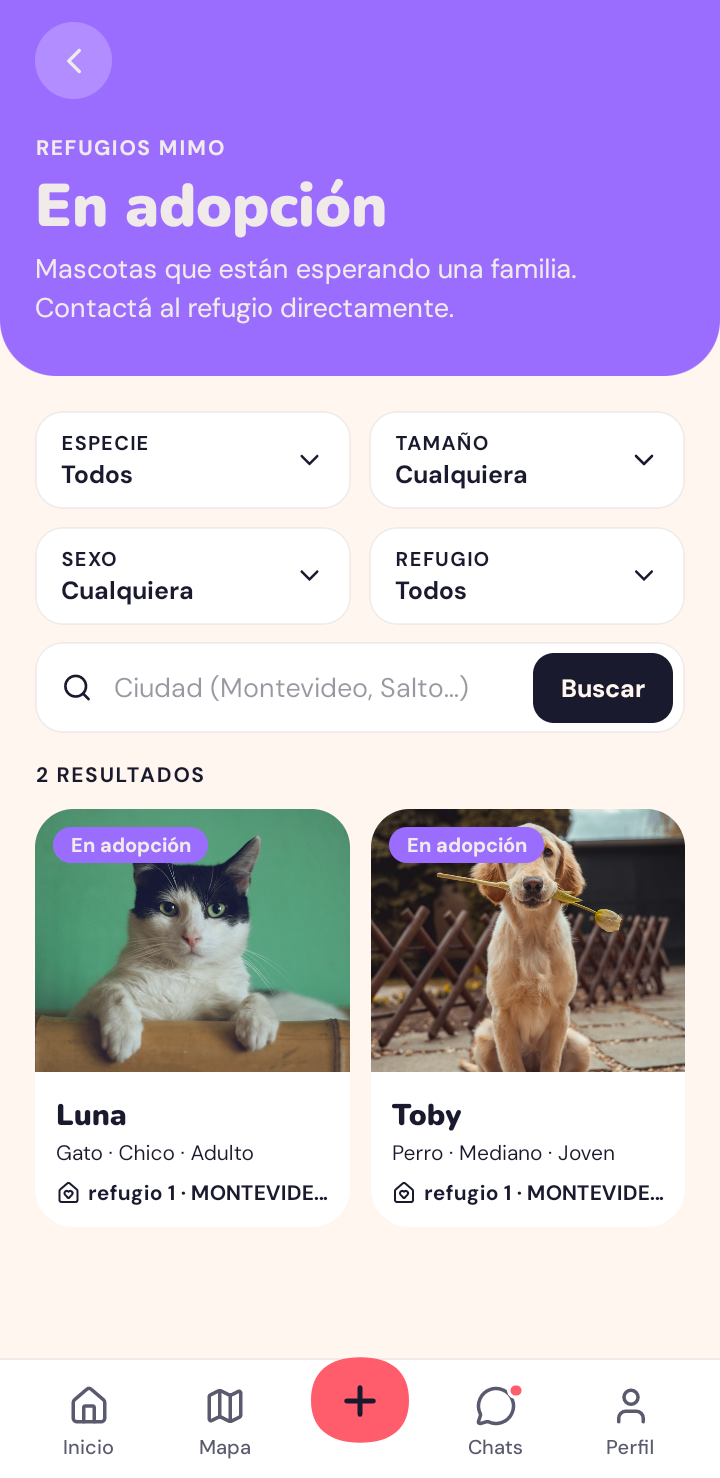 REFUGIOS MIMO
En adopción
Mascotas que están esperando una familia.
Contactá al refugio directamente.
ESPECIE
Todos
TAMAÑO
Cualquiera
SEXO
Cualquiera
REFUGIO
Todos
Ciudad (Montevideo, Salto...)
Buscar
2 RESULTADOS
En adopción
En adopción
Luna
Gato · Chico · Adulto
refugio 1 · MONTEVIDE...
Toby
Perro · Mediano · Joven
refugio 1 · MONTEVIDE...
Inicio
Mapa
Chats
Perfil